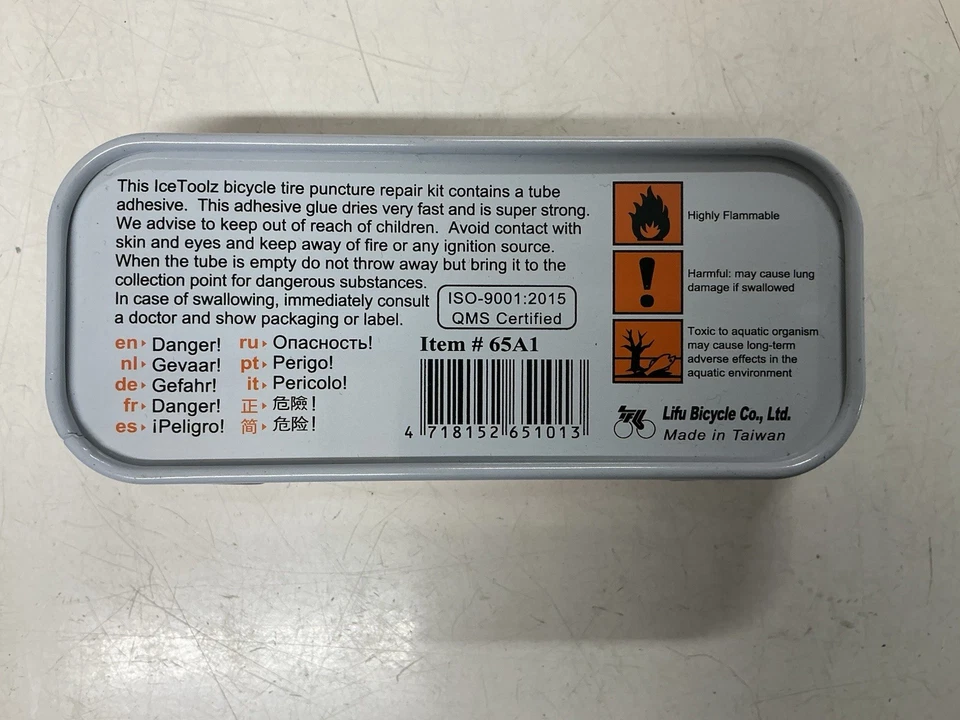 This IceToolz bicycle tire puncture repair kit contains a tube
adhesive. This adhesive glue dries very fast and is super strong.
We advise to keep out of reach of children. Avoid contact with
skin and eyes and keep away of fire or any ignition source.
When the tube is empty do not throw away but bring it to the
collection point for dangerous substances.
In case of swallowing, immediately consult
a doctor and show packaging or label.
ISO-9001:2015
QMS Certified
en Danger!
nl Gevaar!
de Gefahr!
fr Danger!
es ¡Peligro!
ru Опасность!
pt Perigo!
it Pericolo!
正 危險!
简 危险!
Item # 65A1
4 718152 651013
Highly Flammable
Harmful: may cause lung
damage if swallowed
Toxic to aquatic organism
may cause long-term
adverse effects in the
aquatic environment
Lifu Bicycle Co., Ltd.
Made in Taiwan